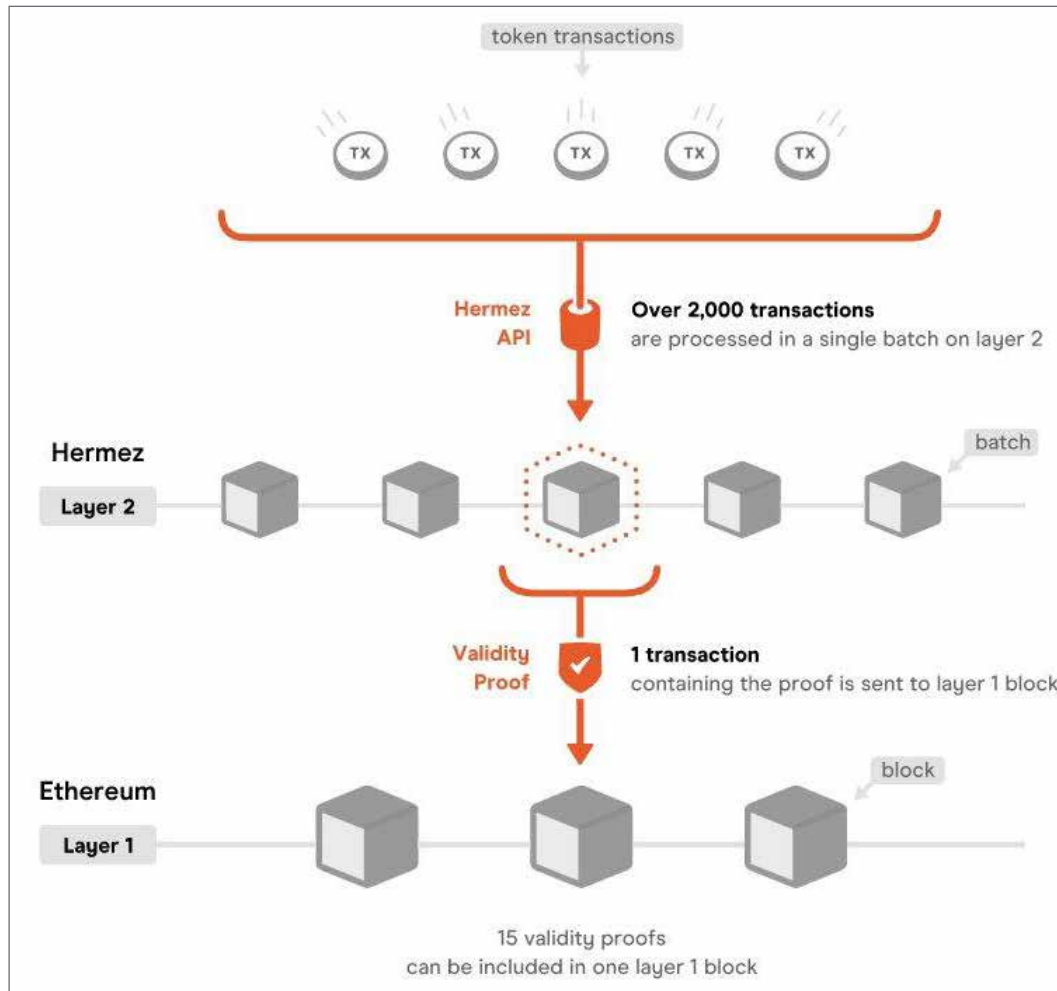 token transactions
TX TX TX TX TX
Hermez
API
Over 2,000 transactions
are processed in a single batch on layer 2
Hermez
batch
Layer 2
Validity
Proof
1 transaction
containing the proof is sent to layer 1 block
Ethereum
block
Layer 1
15 validity proofs
can be included in one layer 1 block